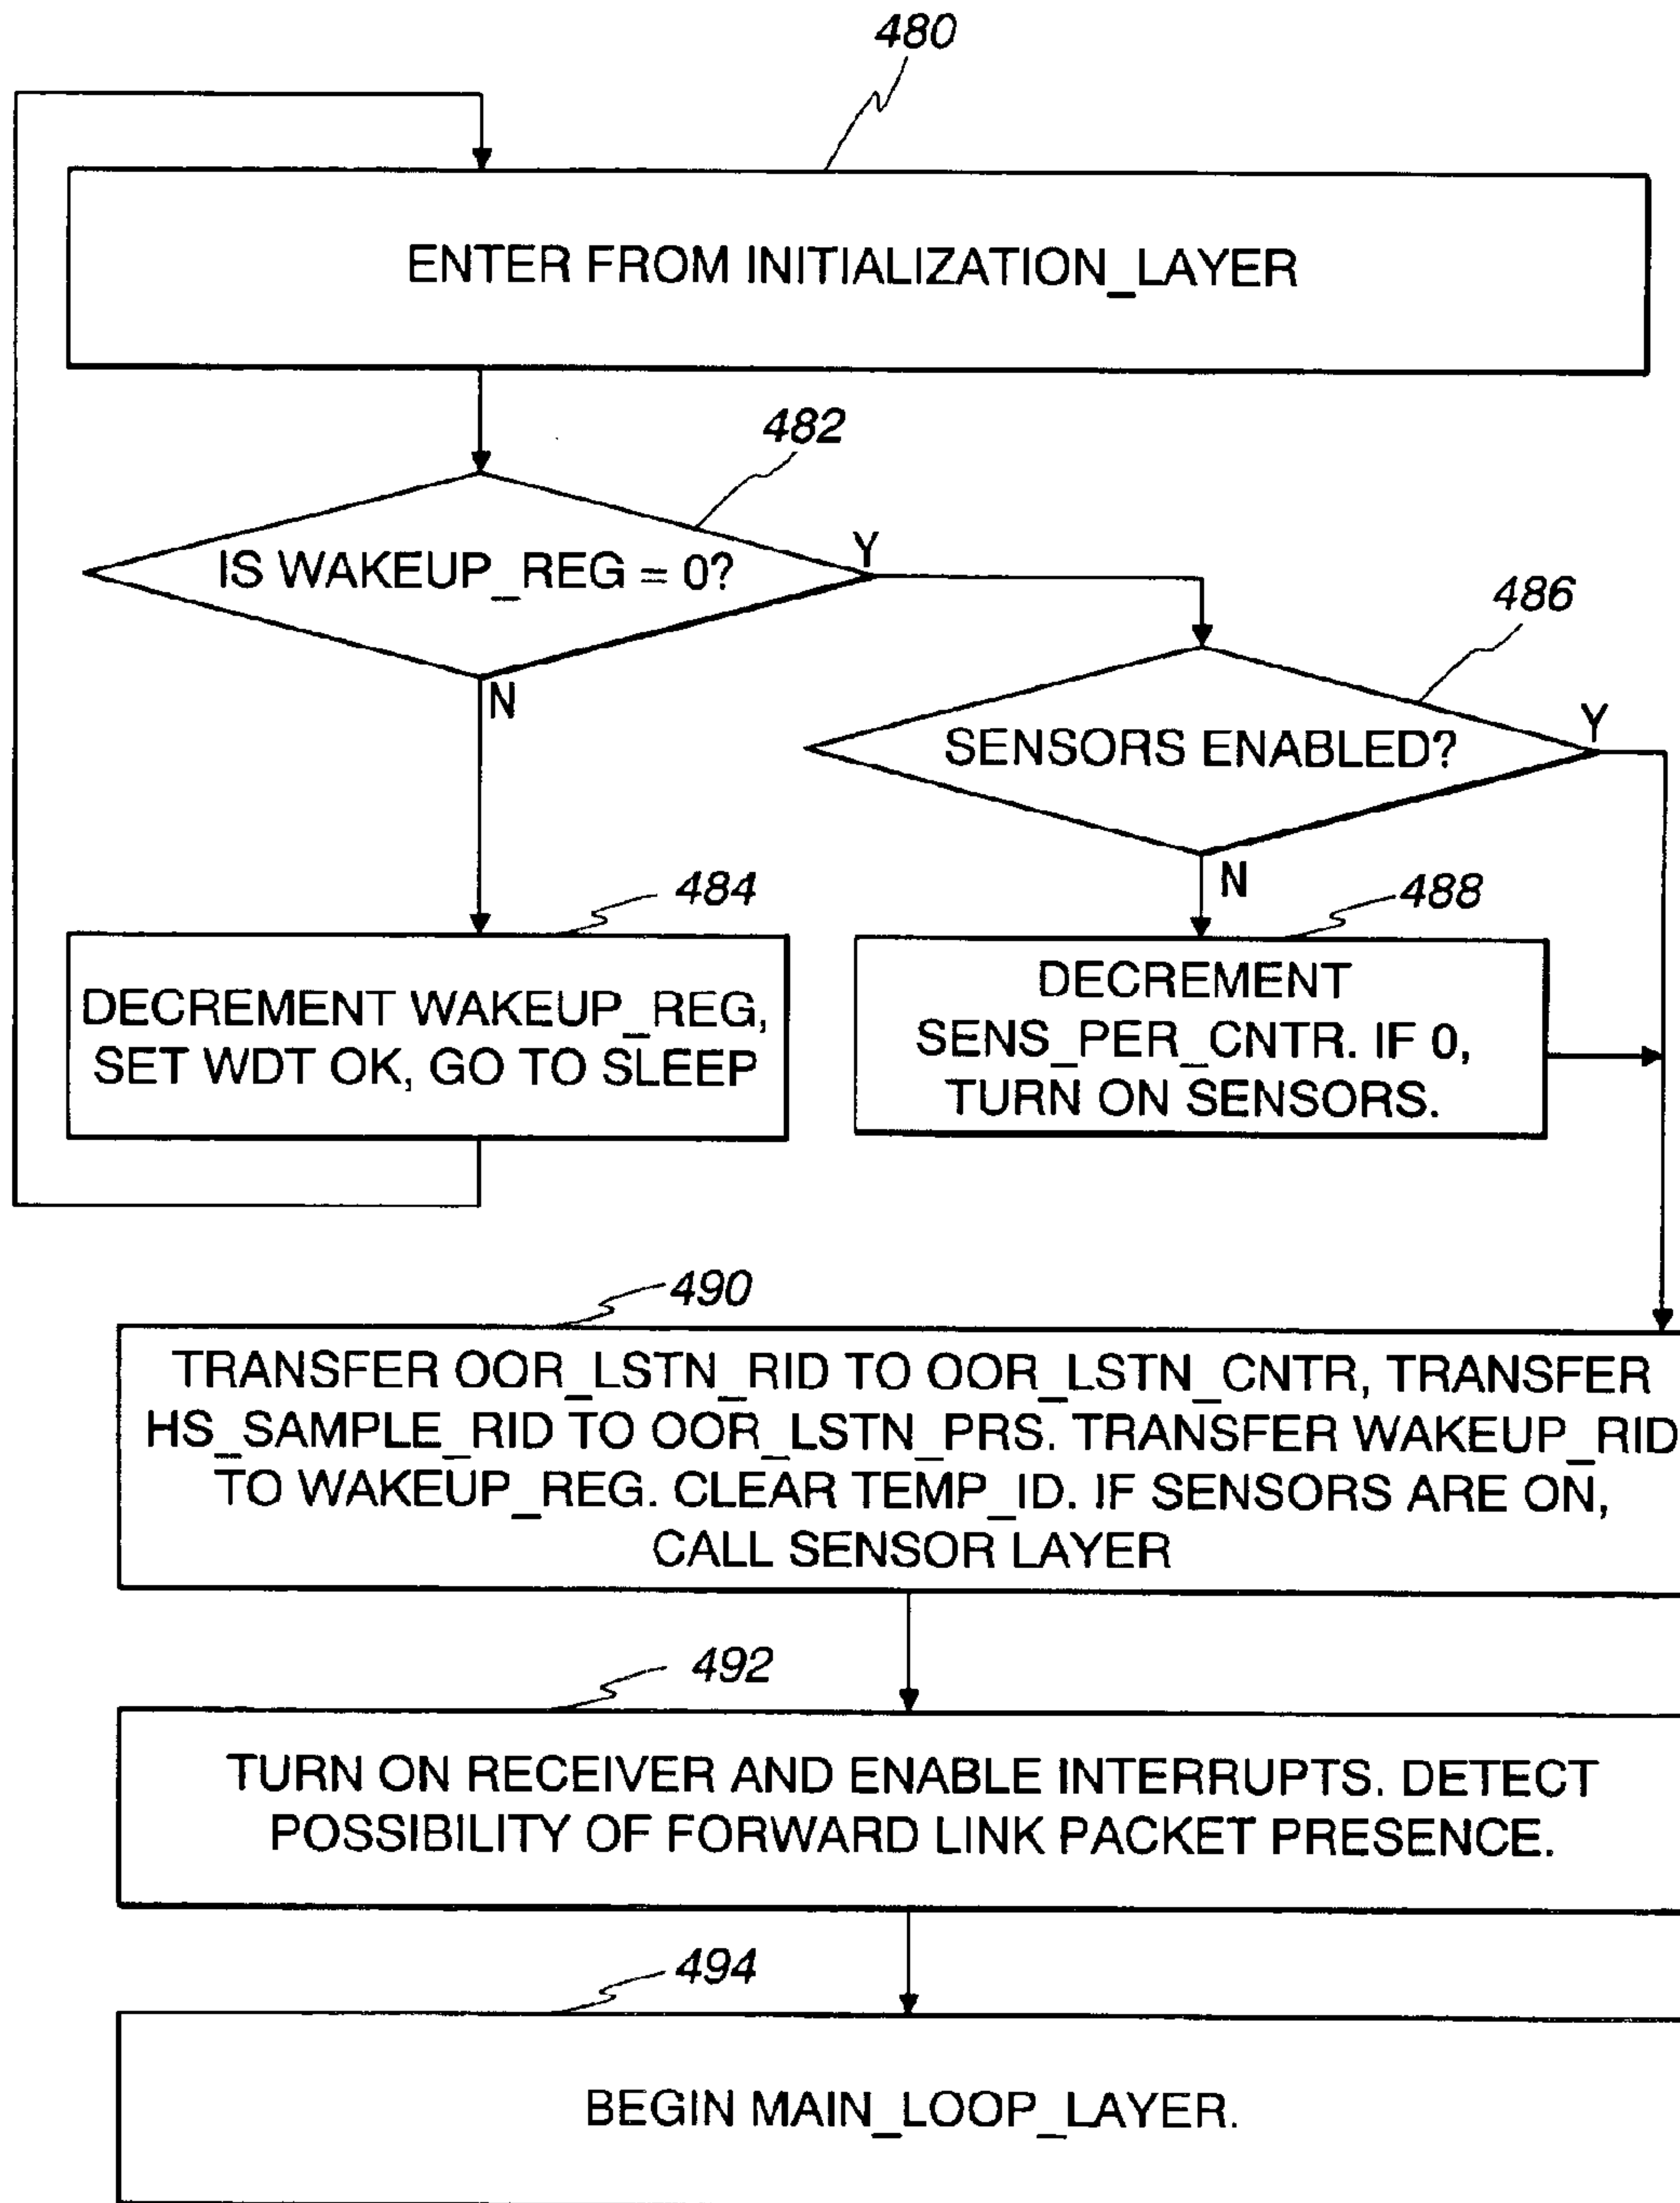 480
ENTER FROM INITIALIZATION_LAYER
482
IS WAKEUP_REG = 0?
Y
N
486
SENSORS ENABLED?
Y
N
484
DECREMENT WAKEUP_REG,
SET WDT OK, GO TO SLEEP
488
DECREMENT
SENS_PER_CNTR. IF 0,
TURN ON SENSORS.
490
TRANSFER OOR_LSTN_RID TO OOR_LSTN_CNTR, TRANSFER
HS_SAMPLE_RID TO OOR_LSTN_PRS. TRANSFER WAKEUP_RID
TO WAKEUP_REG. CLEAR TEMP_ID. IF SENSORS ARE ON,
CALL SENSOR LAYER
492
TURN ON RECEIVER AND ENABLE INTERRUPTS. DETECT
POSSIBILITY OF FORWARD LINK PACKET PRESENCE.
494
BEGIN MAIN_LOOP_LAYER.